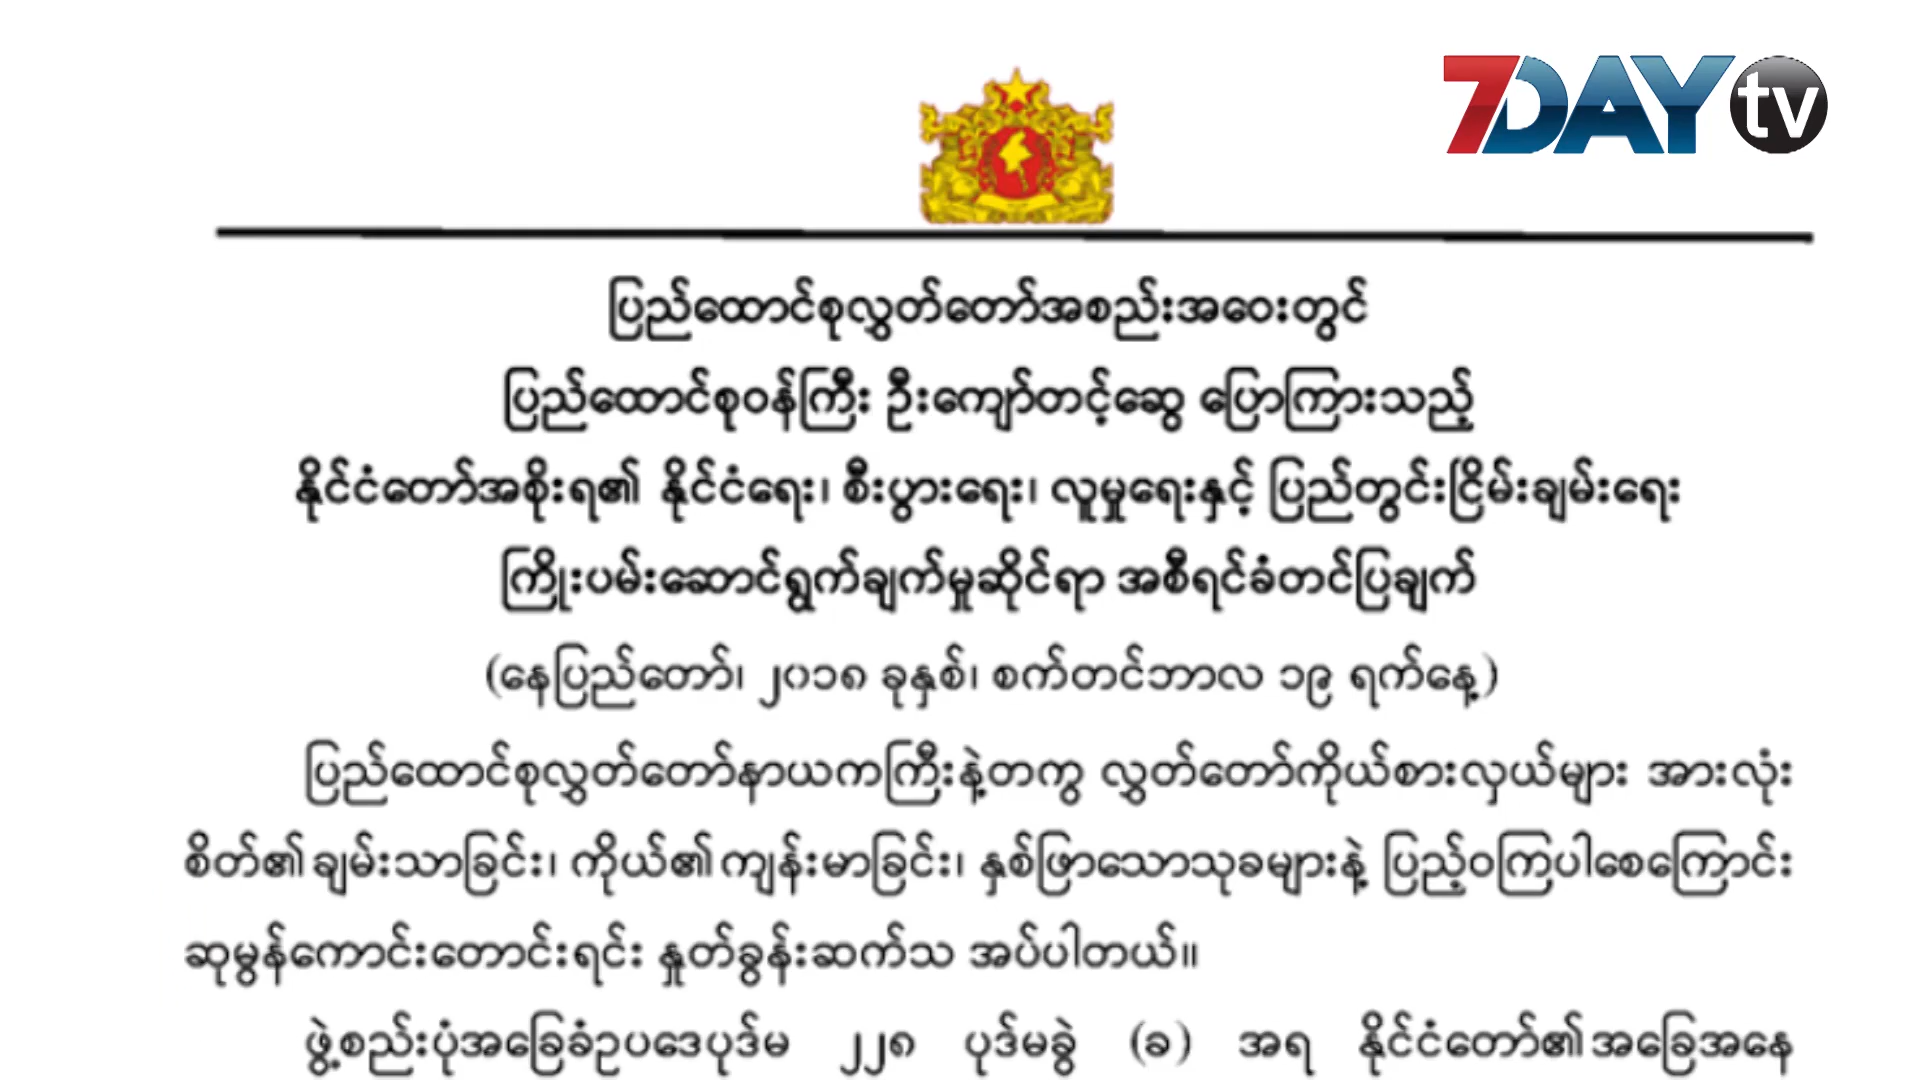 7DAY tv
ပြည်ထောင်စုလွှတ်တော်အစည်းအဝေးတွင်
ပြည်ထောင်စုဝန်ကြီး ဦးကျော်တင့်ဆွေ ပြောကြားသည့်
နိုင်ငံတော်အစိုးရ၏ နိုင်ငံရေး၊ စီးပွားရေး၊ လူမှုရေးနှင့် ပြည်တွင်းငြိမ်းချမ်းရေး
ကြိုးပမ်းဆောင်ရွက်ချက်မှုဆိုင်ရာ အစီရင်ခံတင်ပြချက်
(နေပြည်တော်၊ ၂၀၁၈ ခုနှစ်၊ စက်တင်ဘာလ ၁၉ ရက်နေ့)
ပြည်ထောင်စုလွှတ်တော်နာယကကြီးနဲ့တကွ လွှတ်တော်ကိုယ်စားလှယ်များ အားလုံး
စိတ်၏ချမ်းသာခြင်း၊ ကိုယ်၏ကျန်းမာခြင်း၊ နှစ်ဖြာသောသုခများနဲ့ ပြည့်ဝကြပါစေကြောင်း
ဆုမွန်ကောင်းတောင်းရင်း နှုတ်ခွန်းဆက်သ အပ်ပါတယ်။
ဖွဲ့စည်းပုံအခြေခံဥပဒေပုဒ်မ ၂၂၈ ပုဒ်မခွဲ (ခ) အရ နိုင်ငံတော်၏အခြေအနေ